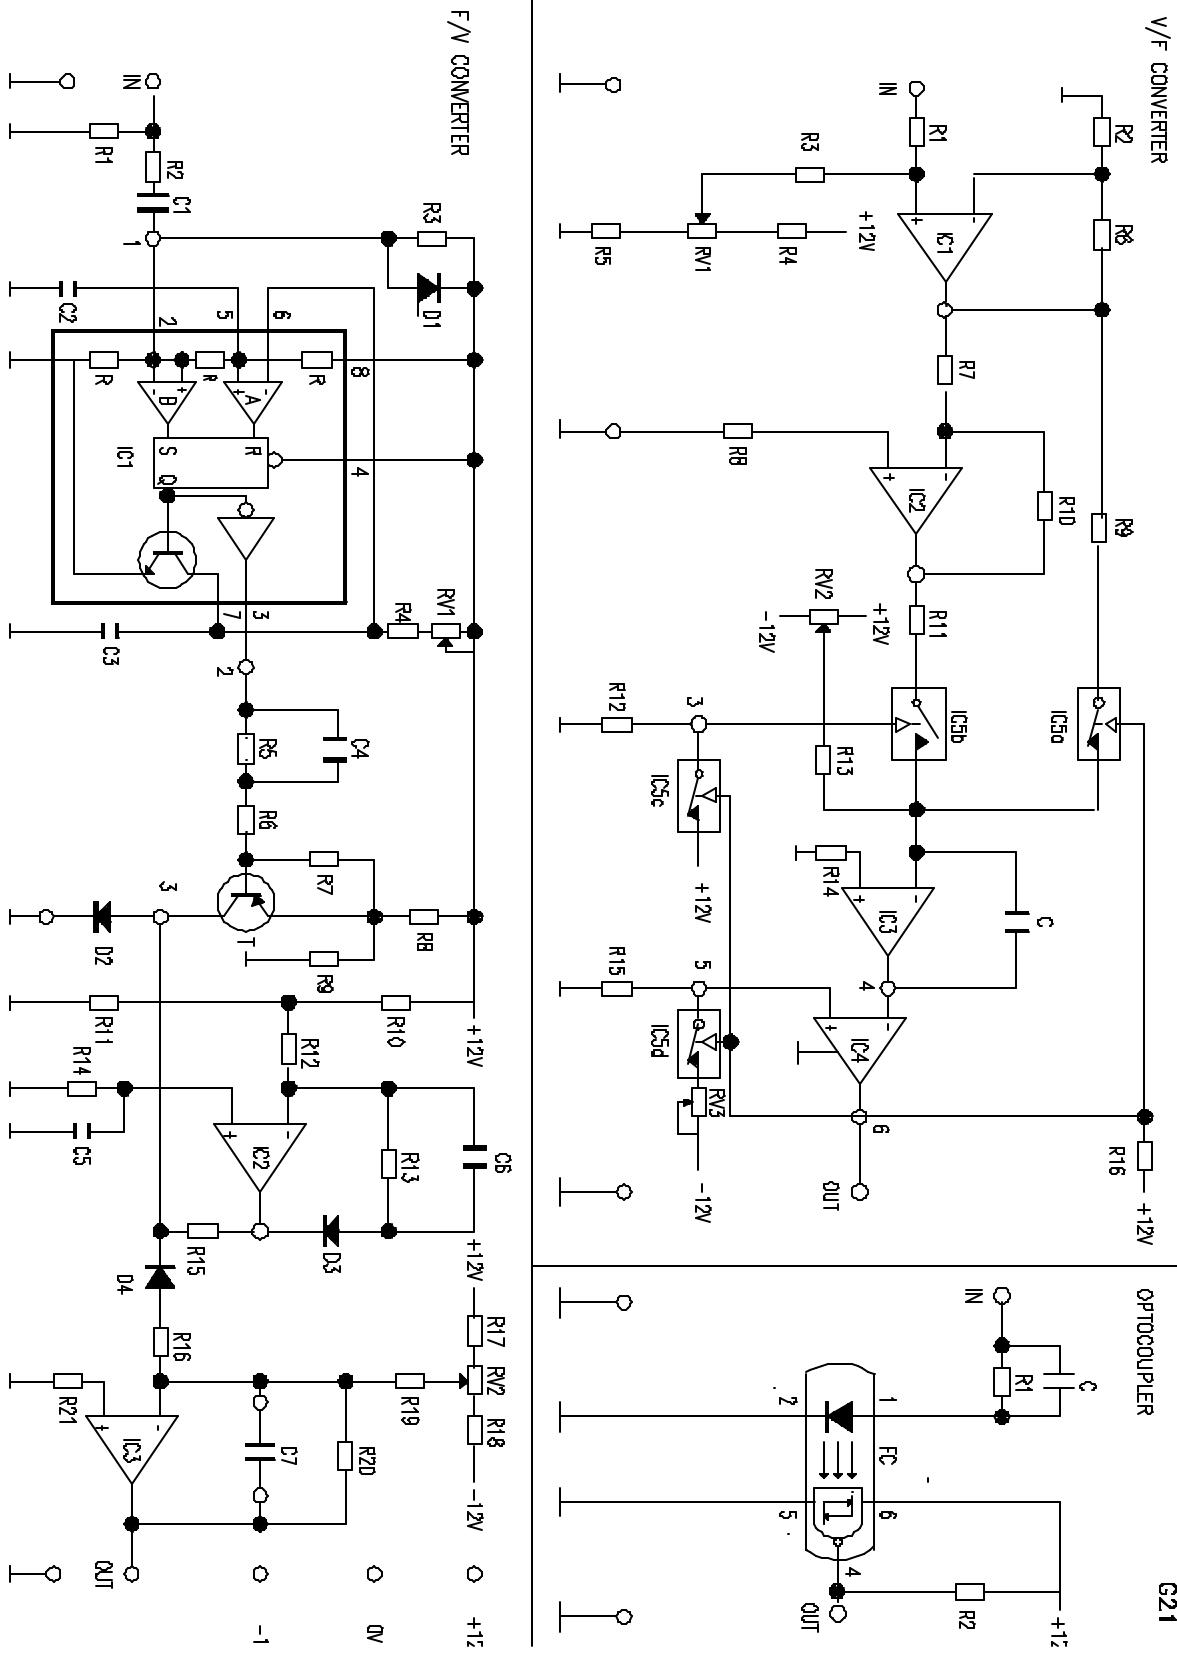 G21
V/F CONVERTER
IN
R1
R2
R3
+12V
R4
RV1
R5
R6
IC1
+
-
R7
R8
IC2
+
-
R10
R9
R11
RV2
+12V
-12V
IC5b
IC5a
R12
3
R13
IC5c
+12V
R14
IC3
+
-
C
4
R15
5
IC5d
RV3
-12V
IC4
+
-
6
OUT
R16
+12V
OPTOCOUPLER
IN
C
R1
1
2
FC
6
5
4
OUT
R2
+12
F/V CONVERTER
IN
R1
R2
C1
1
R3
D1
C2
2
5
6
8
R
R
R
B
-
+
A
+
-
IC1
S
R
Q
4
7
3
C3
R4
RV1
2
R5
C4
R6
R7
R8
T
R9
3
D2
R11
R10
+12V
R12
R14
C5
IC2
+
-
R13
C6
R15
D3
D4
R16
+12V
R17
RV2
R18
-12V
R19
R20
C7
R21
IC3
+
-
OUT
-1
0V
+12